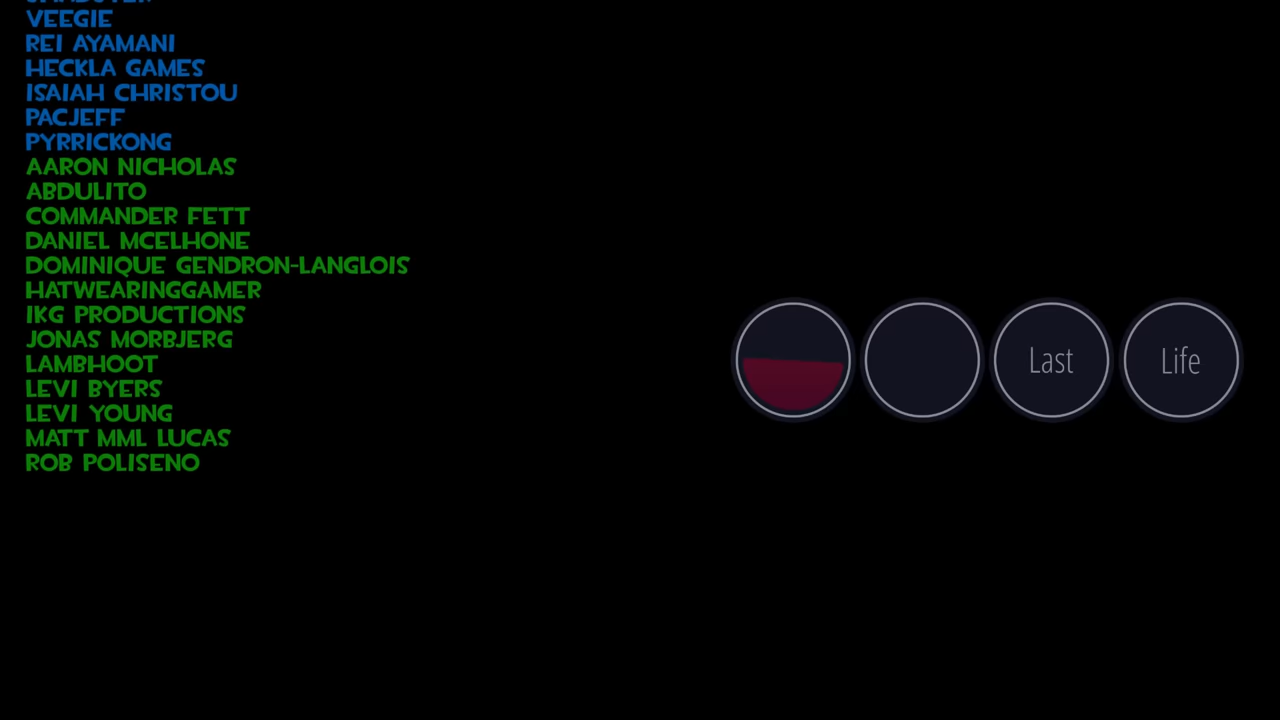 VEEGIE
REI AYAMANI
HECKLA GAMES
ISAIAH CHRISTOU
PACJEFF
PYRRICKONG
AARON NICHOLAS
ABDULITO
COMMANDER FETT
DANIEL MCELHONE
DOMINIQUE GENDRON-LANGLOIS
HATWEARINGGAMER
IKG PRODUCTIONS
JONAS MORBJERG
LAMBHOOT
LEVI BYERS
LEVI YOUNG
MATT MML LUCAS
ROB POLISENO
Last Life